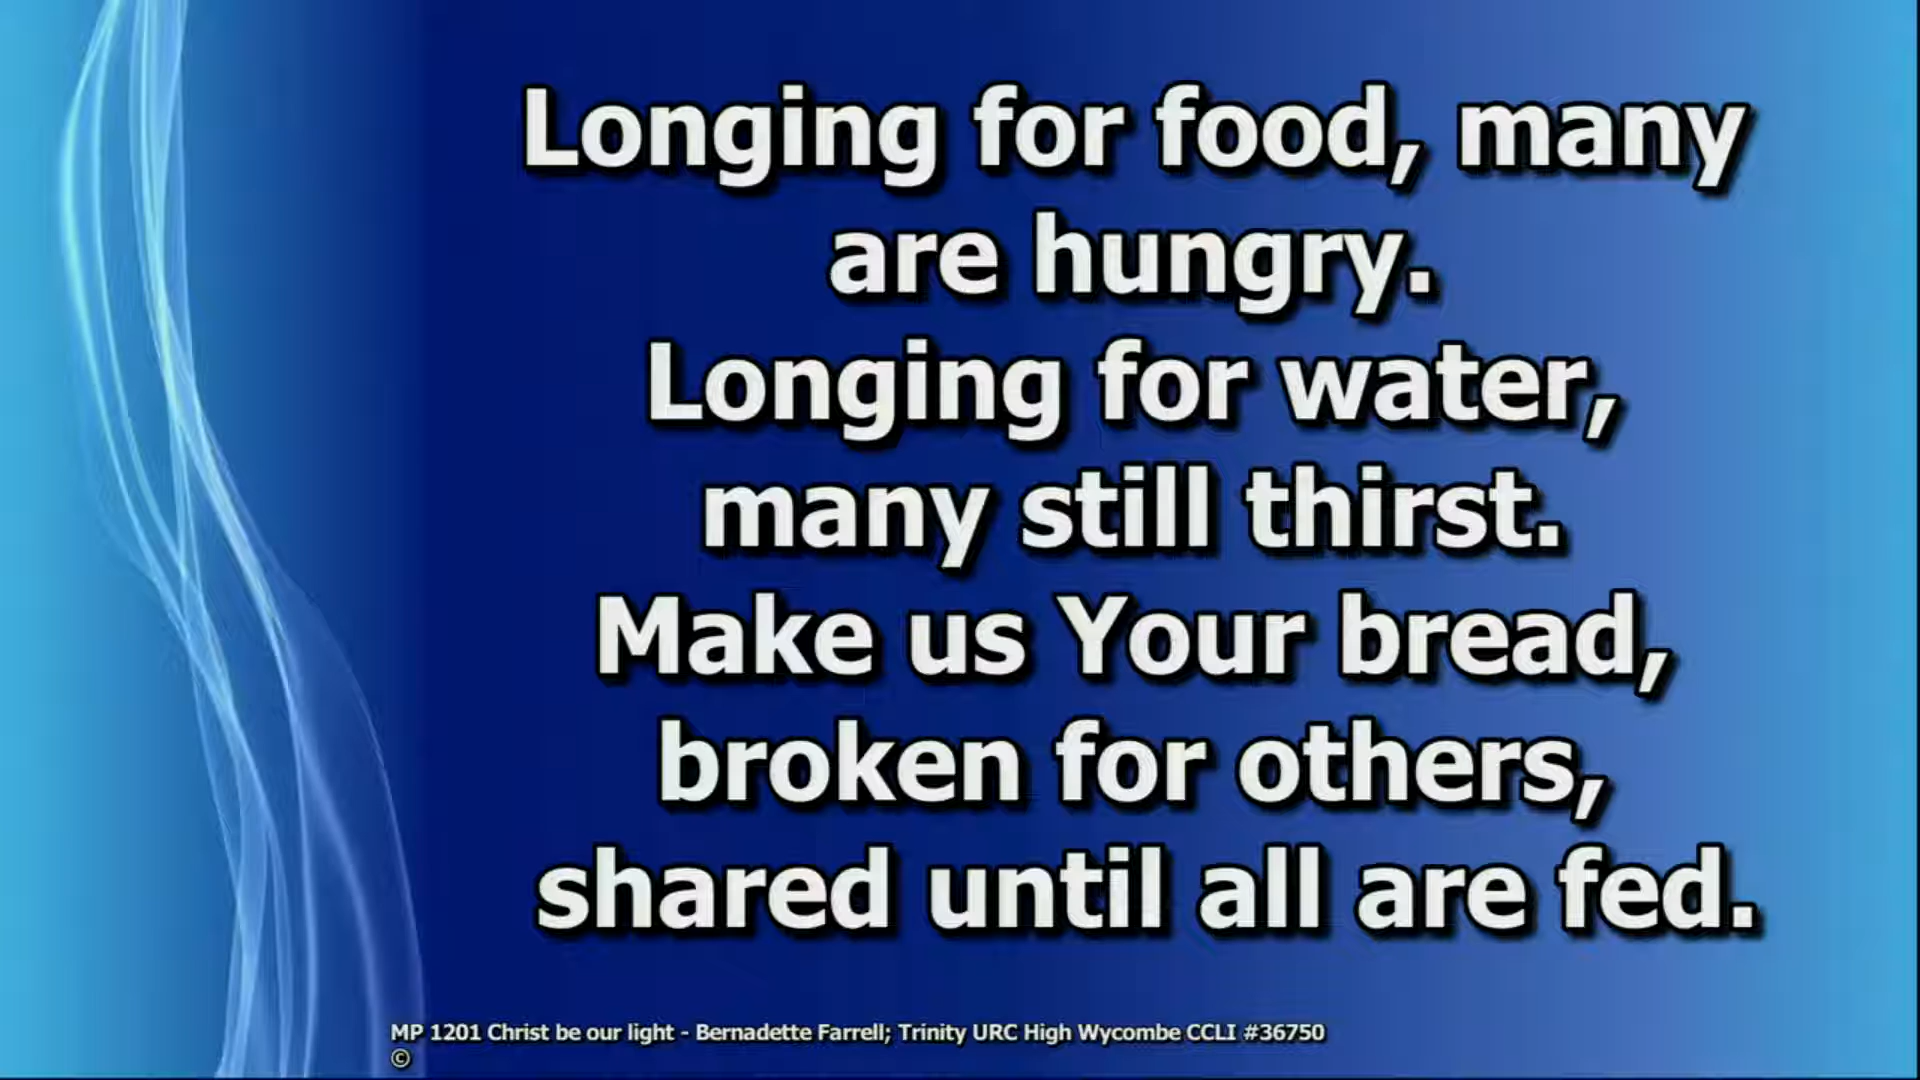 Longing for food, many
are hungry.
Longing for water,
many still thirst.
Make us Your bread,
broken for others,
shared until all are fed.
MP 1201 Christ be our light - Bernadette Farrell; Trinity URC High Wycombe CCLI #36750
©